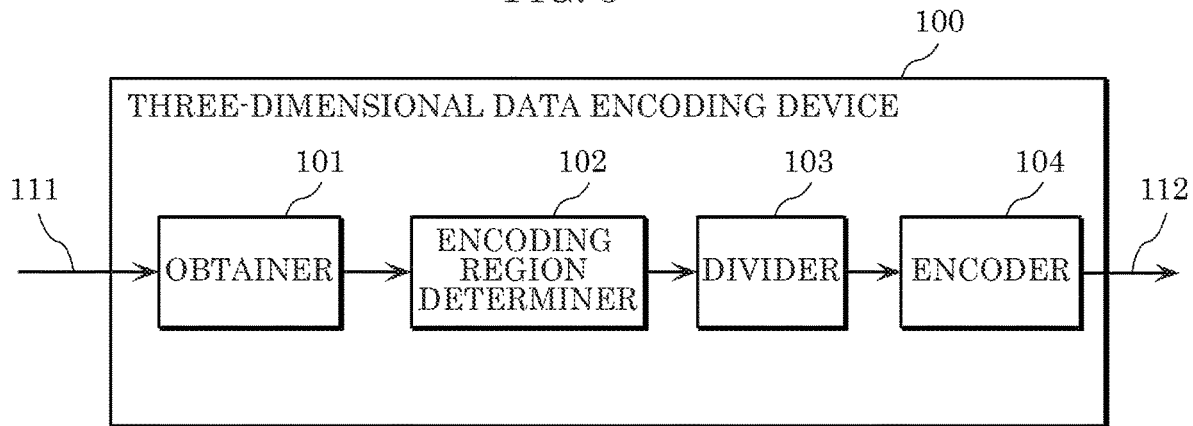 100
THREE-DIMENSIONAL DATA ENCODING DEVICE
101
102
103
104
111
112
OBTAINER
ENCODING
REGION
DETERMINER
DIVIDER
ENCODER